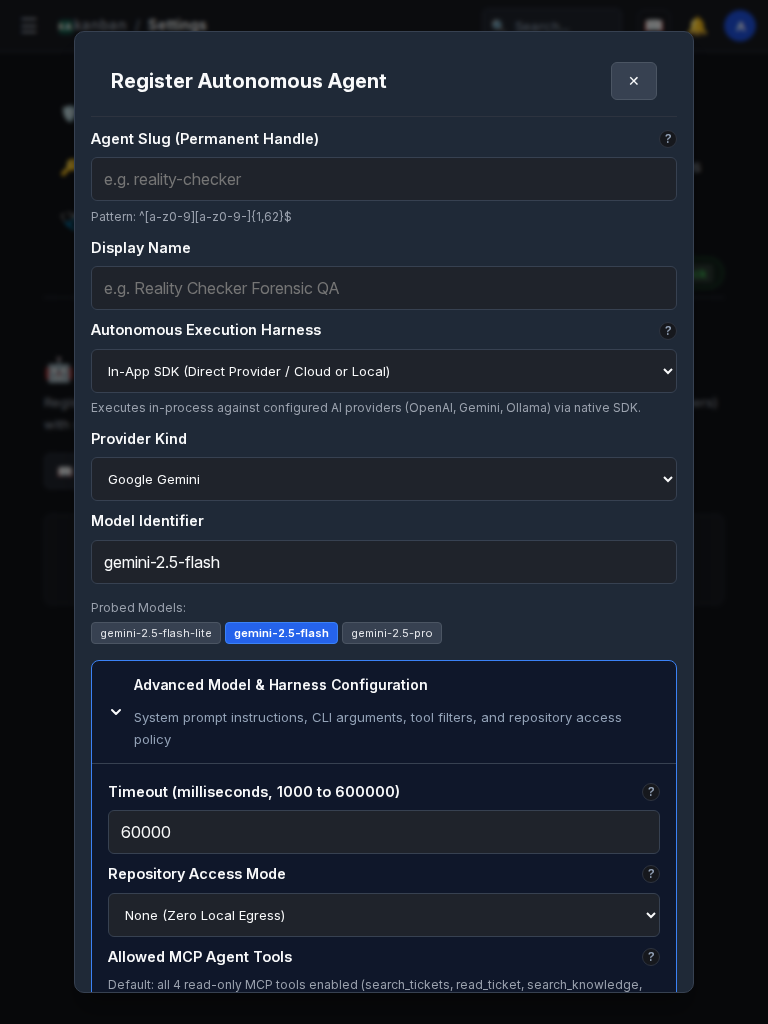 kanban / Settings
Search...
Register Autonomous Agent
×
Agent Slug (Permanent Handle)
?
e.g. reality-checker
Pattern: ^[a-z0-9][a-z0-9-]{1,62}$
Display Name
e.g. Reality Checker Forensic QA
Autonomous Execution Harness
?
In-App SDK (Direct Provider / Cloud or Local)
Executes in-process against configured AI providers (OpenAI, Gemini, Ollama) via native SDK.
Provider Kind
Google Gemini
Model Identifier
gemini-2.5-flash
Probed Models:
gemini-2.5-flash-lite
gemini-2.5-flash
gemini-2.5-pro
Advanced Model & Harness Configuration
System prompt instructions, CLI arguments, tool filters, and repository access
policy
Timeout (milliseconds, 1000 to 600000)
?
60000
Repository Access Mode
?
None (Zero Local Egress)
Allowed MCP Agent Tools
?
Default: all 4 read-only MCP tools enabled (search_tickets, read_ticket, search_knowledge,